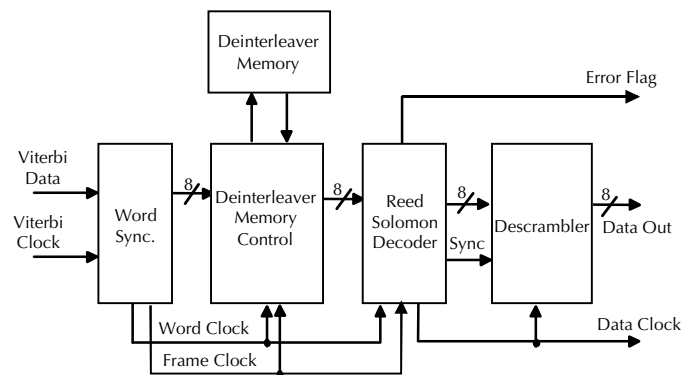 Deinterleaver
Memory
Error Flag
Viterbi
Data
Viterbi
Clock
Word
Sync.
8
Deinterleaver
Memory
Control
8
Reed
Solomon
Decoder
8
Sync
Descrambler
8
Data Out
Word Clock
Frame Clock
Data Clock